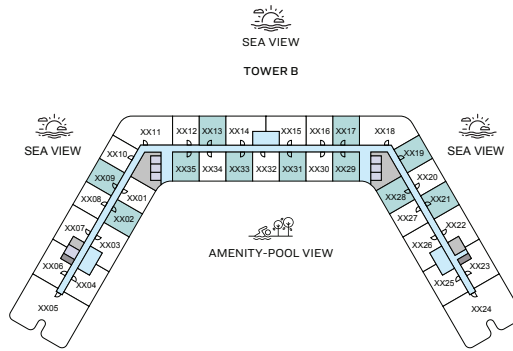 SEA VIEW
TOWER B
SEA VIEW
SEA VIEW
XX11
XX12
XX13
XX14
XX15
XX16
XX17
XX18
XX10
XX19
XX09
XX01
XX35
XX34
XX33
XX32
XX31
XX30
XX29
XX28
XX20
XX08
XX02
XX27
XX21
XX07
XX03
XX26
XX22
XX06
XX04
XX25
XX23
XX05
XX24
AMENITY-POOL VIEW